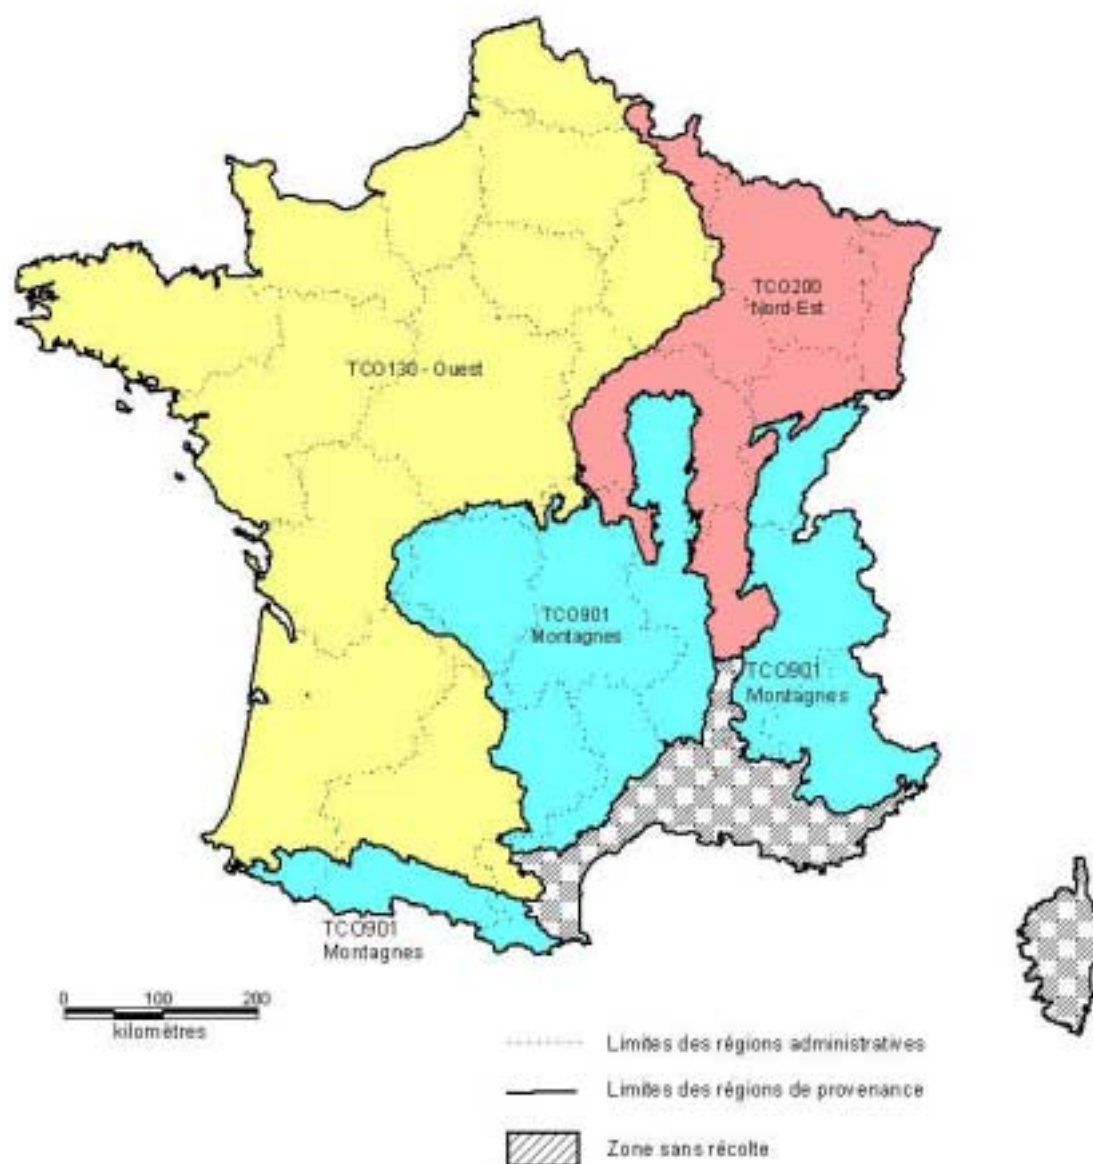 TCO200
Nord-Est
TCO130 - Ouest
TCO901
Montagnes
TCO901
Montagnes
TCO901
Montagnes
0 100 200
kilomètres
Limites des régions administratives
Limites des régions de provenance
Zone sans récolte